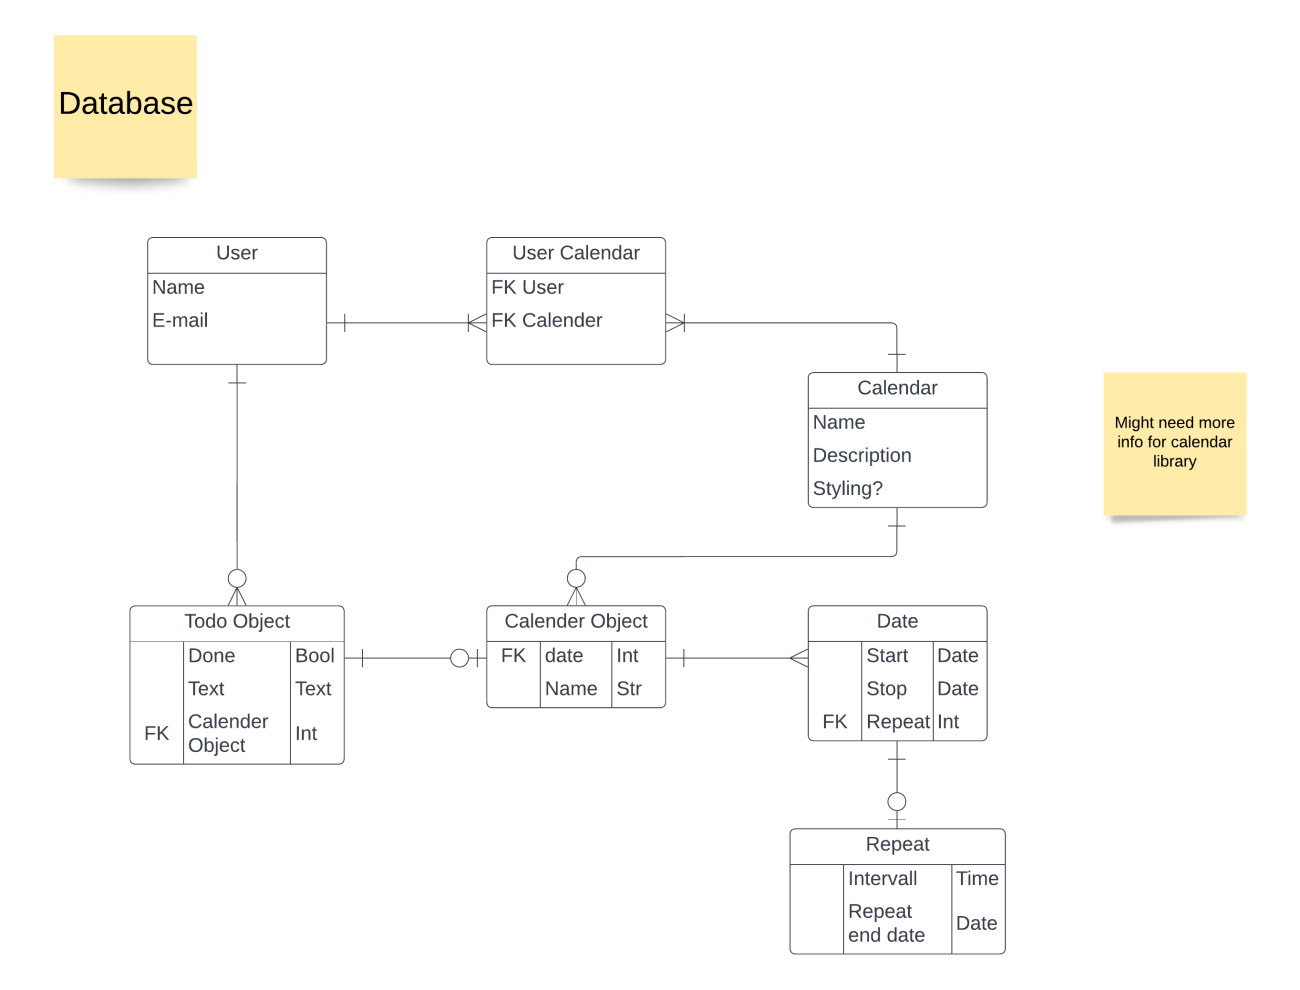 Database
User
Name
E-mail
User Calendar
FK User
FK Calender
Calendar
Name
Description
Styling?
Might need more
info for calendar
library
Todo Object
Done Bool
Text Text
FK Calender
Object Int
Calender Object
FK date Int
Name Str
Date
Start Date
Stop Date
FK Repeat Int
Repeat
Intervall Time
Repeat
end date Date